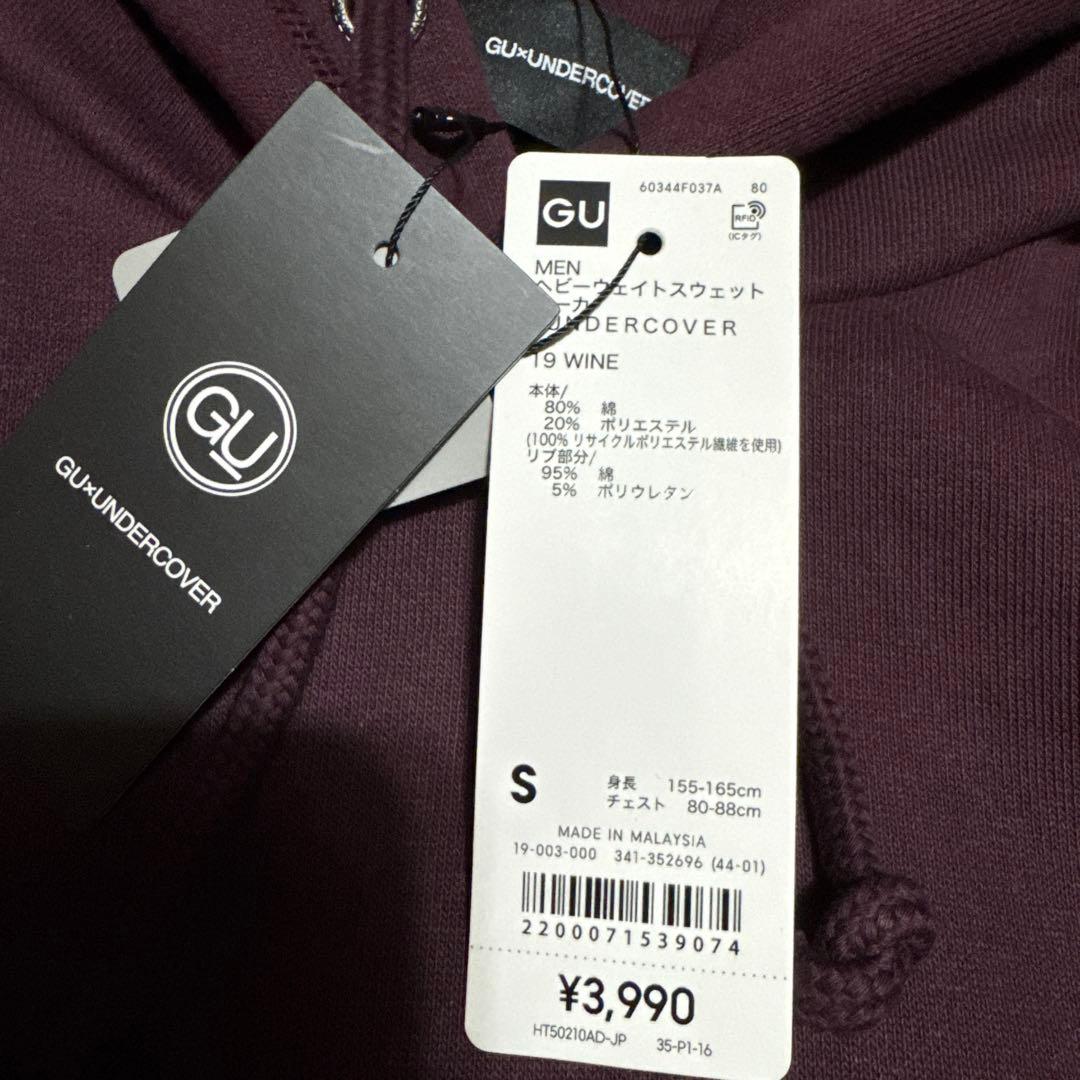 GU×UNDERCOVER
GU
GU×UNDERCOVER
GU
60344F037A 80
RFID
(ICタグ)
MEN
ヘビーウェイトスウェット
ーカ
UNDERCOVER
19 WINE
本体/
80% 綿
20% ポリエステル
(100% リサイクルポリエステル繊維を使用)
リブ部分/
95% 綿
5% ポリウレタン
S
身長 155-165cm
チェスト 80-88cm
MADE IN MALAYSIA
19-003-000 341-352696 (44-01)
2200071539074
¥3,990
HT50210AD-JP 35-P1-16